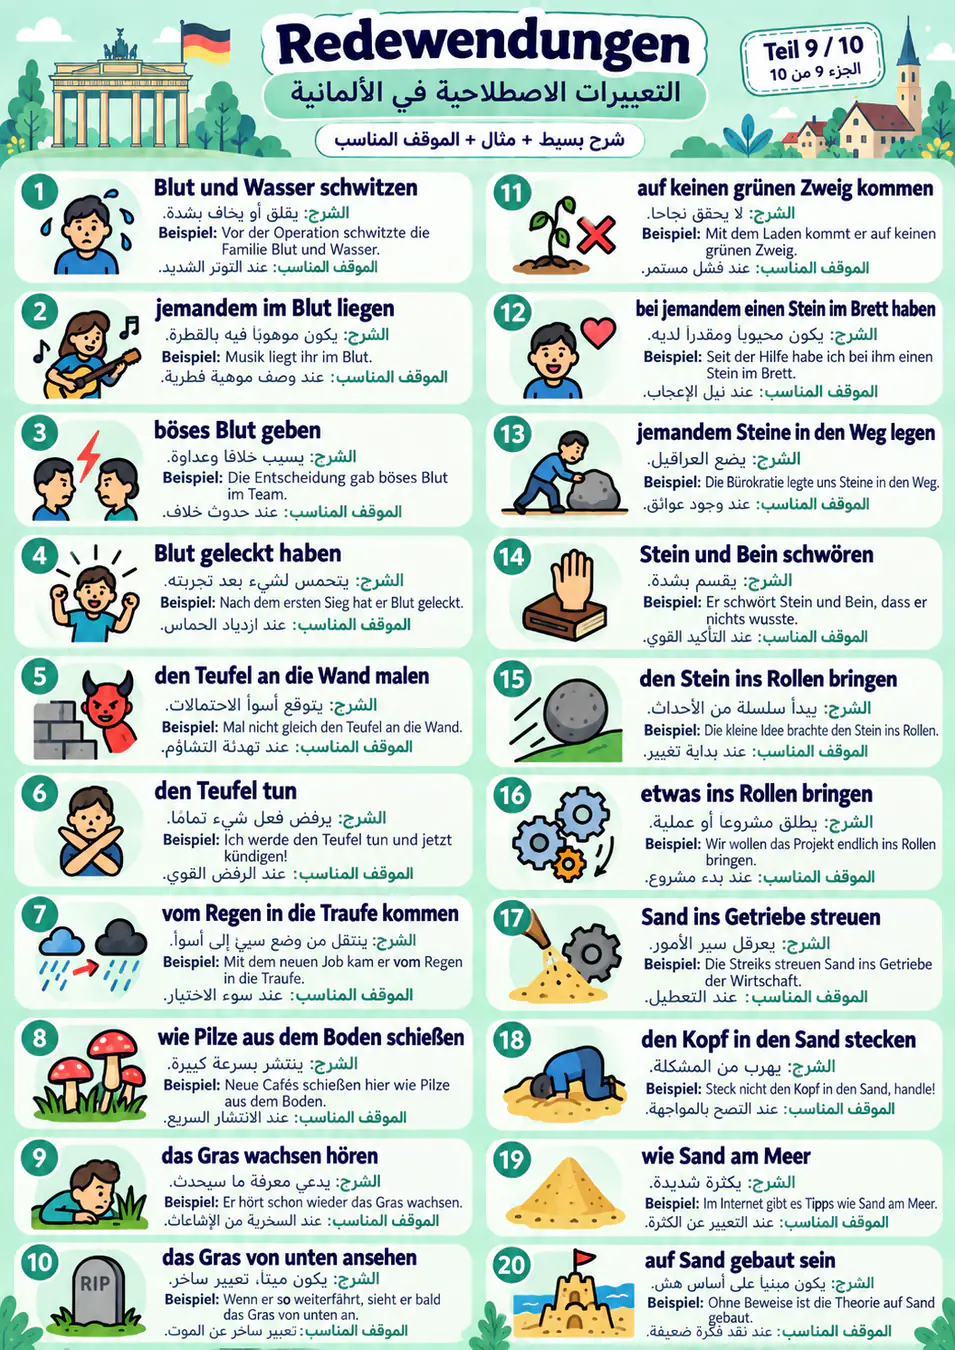 Redewendungen
التعبيرات الاصطلاحية في الألمانية
شرح بسيط + مثال + الموقف المناسب
Teil 9 / 10
الجزء 9 من 10
1
Blut und Wasser schwitzen
الشرح: يقلق أو يخاف بشدة.
Beispiel: Vor der Operation schwitzte die
Familie Blut und Wasser.
الموقف المناسب: عند التوتر الشديد.
2
jemandem im Blut liegen
الشرح: يكون موهوبًا فيه بالفطرة.
Beispiel: Musik liegt ihr im Blut.
الموقف المناسب: عند وصف موهبة فطرية.
3
böses Blut geben
الشرح: يسبب خلافا وعداوة.
Beispiel: Die Entscheidung gab böses Blut
im Team.
الموقف المناسب: عند حدوث خلاف.
4
Blut geleckt haben
الشرح: يتحمس لشيء بعد تجربته.
Beispiel: Nach dem ersten Sieg hat er Blut geleckt.
الموقف المناسب: عند ازدياد الحماس.
5
den Teufel an die Wand malen
الشرح: يتوقع أسوأ الاحتمالات.
Beispiel: Mal nicht gleich den Teufel an die Wand.
الموقف المناسب: عند تهدئة التشاؤم.
6
den Teufel tun
الشرح: يرفض فعل شيء تمامًا.
Beispiel: Ich werde den Teufel tun und jetzt
kündigen!
الموقف المناسب: عند الرفض القوي.
7
vom Regen in die Traufe kommen
الشرح: ينتقل من وضع سيئ إلى أسوأ.
Beispiel: Mit dem neuen Job kam er vom Regen
in die Traufe.
الموقف المناسب: عند سوء الاختيار.
8
wie Pilze aus dem Boden schießen
الشرح: ينتشر بسرعة كبيرة.
Beispiel: Neue Cafés schießen hier wie Pilze
aus dem Boden.
الموقف المناسب: عند الانتشار السريع.
9
das Gras wachsen hören
الشرح: يدعي معرفة ما سيحدث.
Beispiel: Er hört schon wieder das Gras wachsen.
الموقف المناسب: عند السخرية من الإشاعات.
10
RIP
das Gras von unten ansehen
الشرح: يكون ميتًا، تعبير ساخر.
Beispiel: Wenn er so weiterfährt, sieht er bald
das Gras von unten an.
الموقف المناسب: تعبير ساخر عن الموت.
11
auf keinen grünen Zweig kommen
الشرح: لا يحقق نجاحا.
Beispiel: Mit dem Laden kommt er auf keinen
grünen Zweig.
الموقف المناسب: عند فشل مستمر.
12
bei jemandem einen Stein im Brett haben
الشرح: يكون محبوبا ومقدرا لديه.
Beispiel: Seit der Hilfe habe ich bei ihm einen
Stein im Brett.
الموقف المناسب: عند نيل الإعجاب.
13
jemandem Steine in den Weg legen
الشرح: يضع العراقيل.
Beispiel: Die Bürokratie legte uns Steine in den Weg.
الموقف المناسب: عند وجود عوائق.
14
Stein und Bein schwören
الشرح: يقسم بشدة.
Beispiel: Er schwört Stein und Bein, dass er
nichts wusste.
الموقف المناسب: عند التأكيد القوي.
15
den Stein ins Rollen bringen
الشرح: يبدأ سلسلة من الأحداث.
Beispiel: Die kleine Idee brachte den Stein ins Rollen.
الموقف المناسب: عند بداية تغيير.
16
etwas ins Rollen bringen
الشرح: يطلق مشروعا أو عملية.
Beispiel: Wir wollen das Projekt endlich ins Rollen
bringen.
الموقف المناسب: عند بدء مشروع.
17
Sand ins Getriebe streuen
الشرح: يعرقل سير الأمور.
Beispiel: Die Streiks streuen Sand ins Getriebe
der Wirtschaft.
الموقف المناسب: عند التعطيل.
18
den Kopf in den Sand stecken
الشرح: يهرب من المشكلة.
Beispiel: Steck nicht den Kopf in den Sand, handle!
الموقف المناسب: عند النصح بالمواجهة.
19
wie Sand am Meer
الشرح: بكثرة شديدة.
Beispiel: Im Internet gibt es Tipps wie Sand am Meer.
الموقف المناسب: عند التعبير عن الكثرة.
20
auf Sand gebaut sein
الشرح: يكون مبنيا على أساس هش.
Beispiel: Ohne Beweise ist die Theorie auf Sand
gebaut.
الموقف المناسب: عند نقد فكرة ضعيفة.